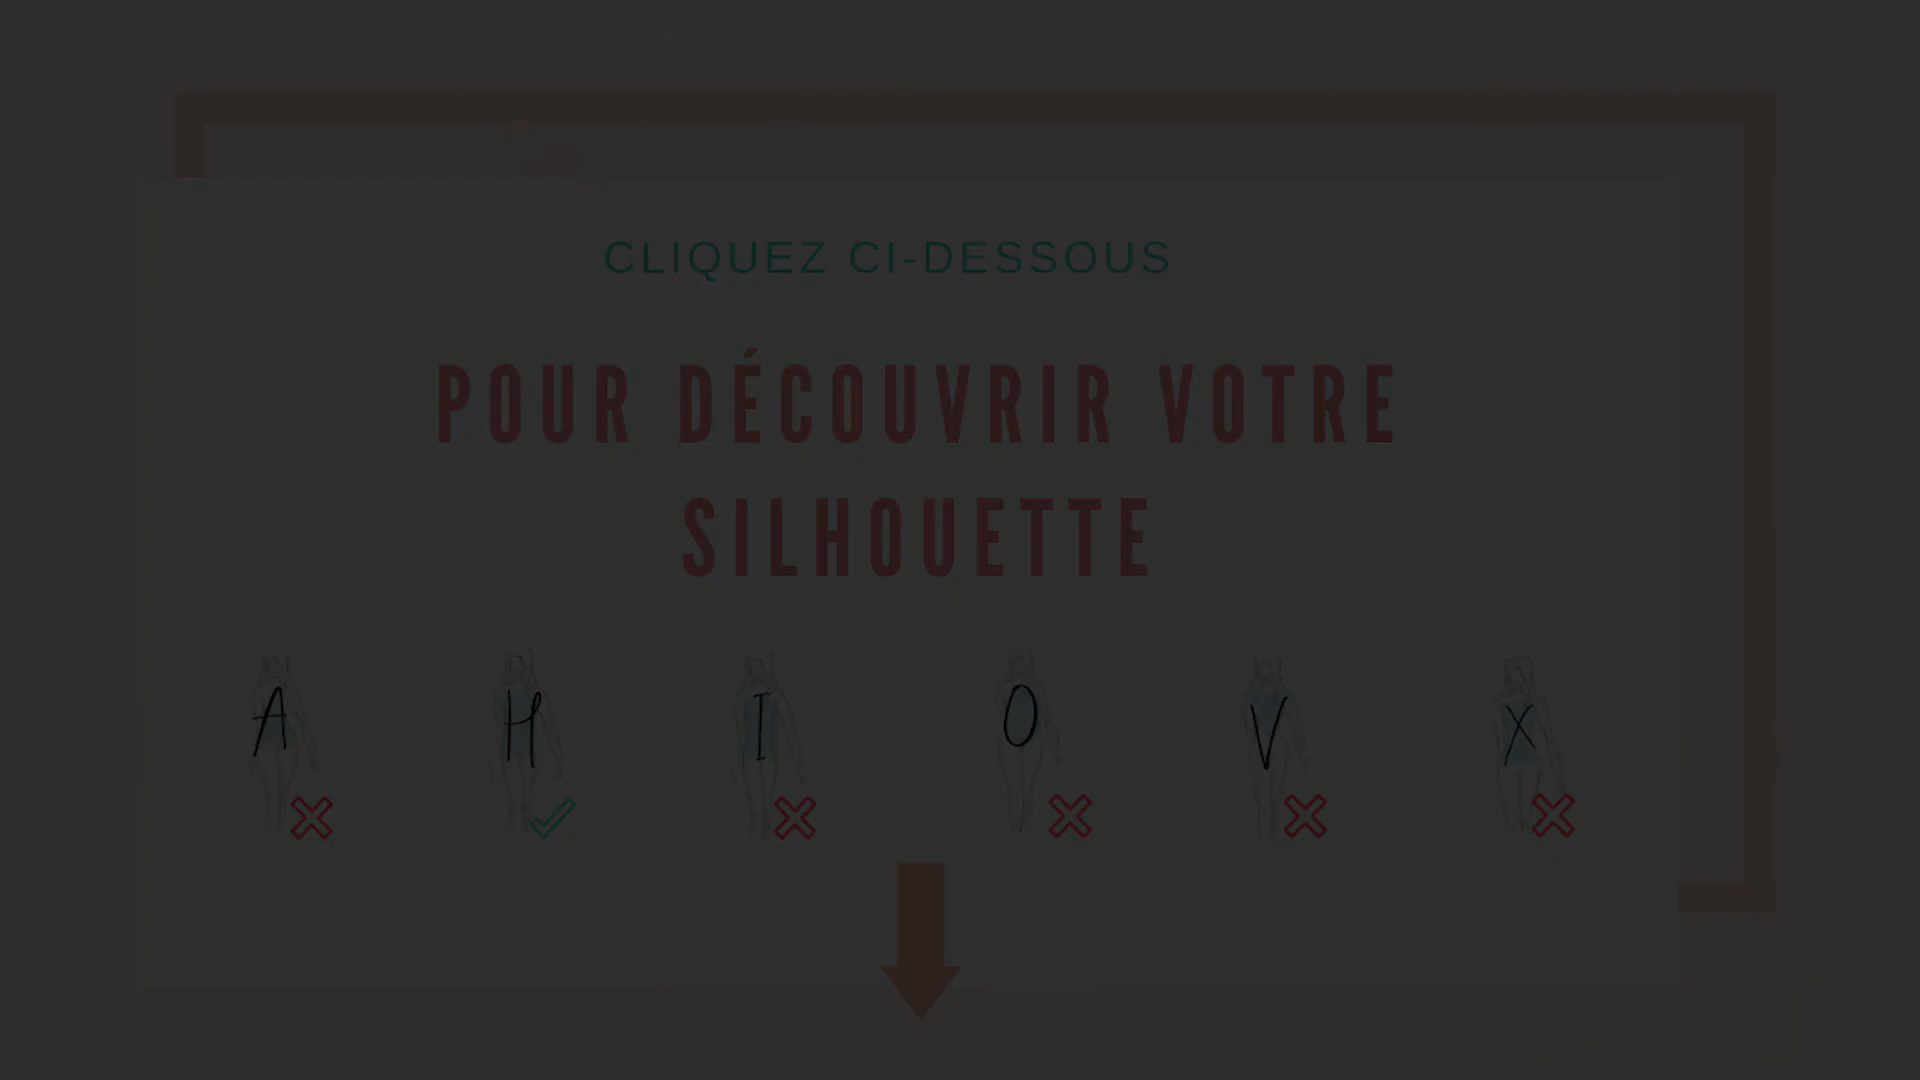 CLIQUEZ CI-DESSOUS
POUR DÉCOUVRIR VOTRE
SILHOUETTE
A H I O V X